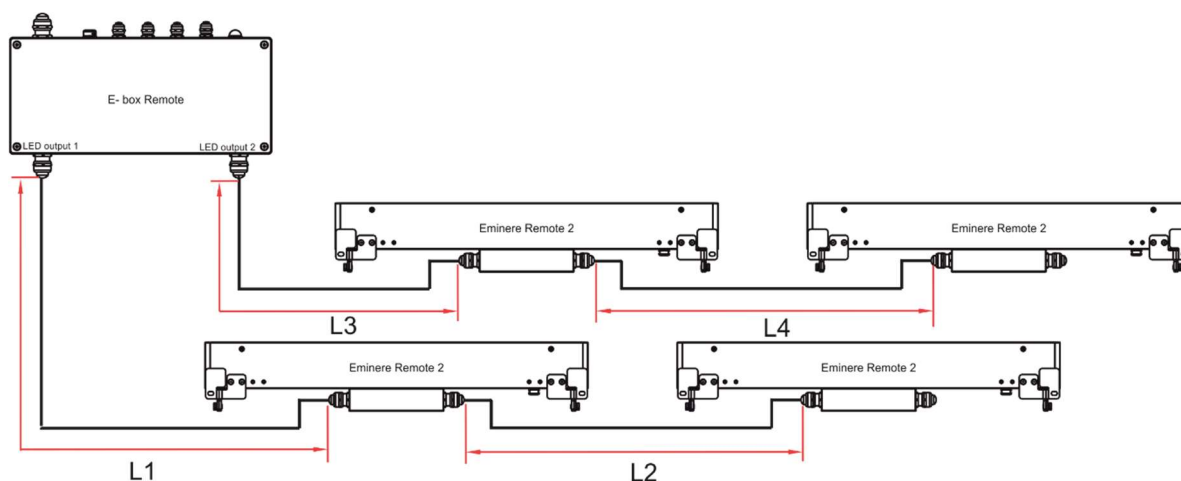 E- box Remote
LED output 1
LED output 2
Eminere Remote 2
Eminere Remote 2
L3
L4
Eminere Remote 2
Eminere Remote 2
L1
L2